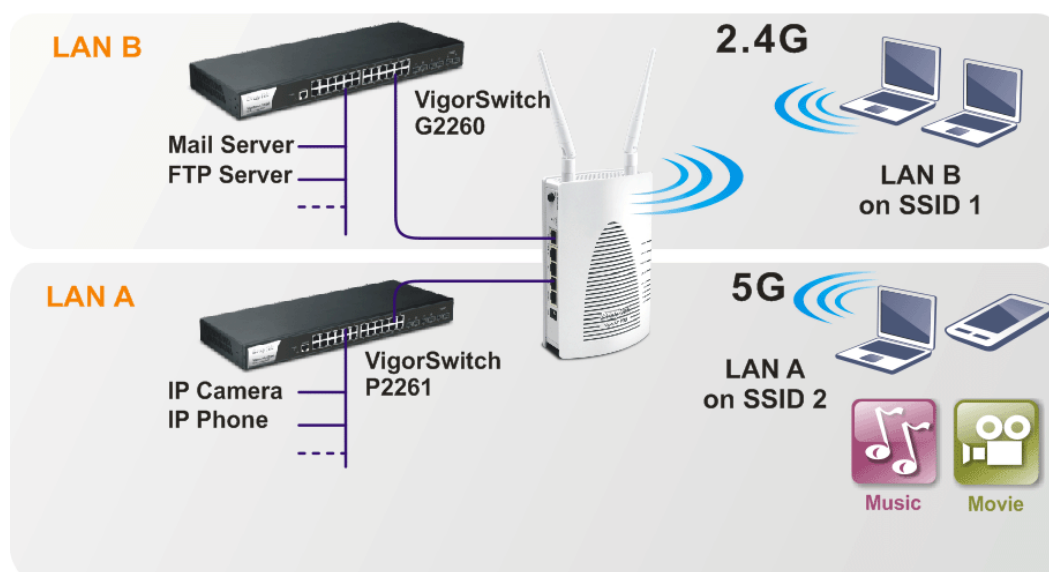 LAN B
VigorSwitch
G2260
Mail Server
FTP Server
2.4G
LAN B
on SSID 1
LAN A
VigorSwitch
P2261
IP Camera
IP Phone
5G
LAN A
on SSID 2
Music
Movie